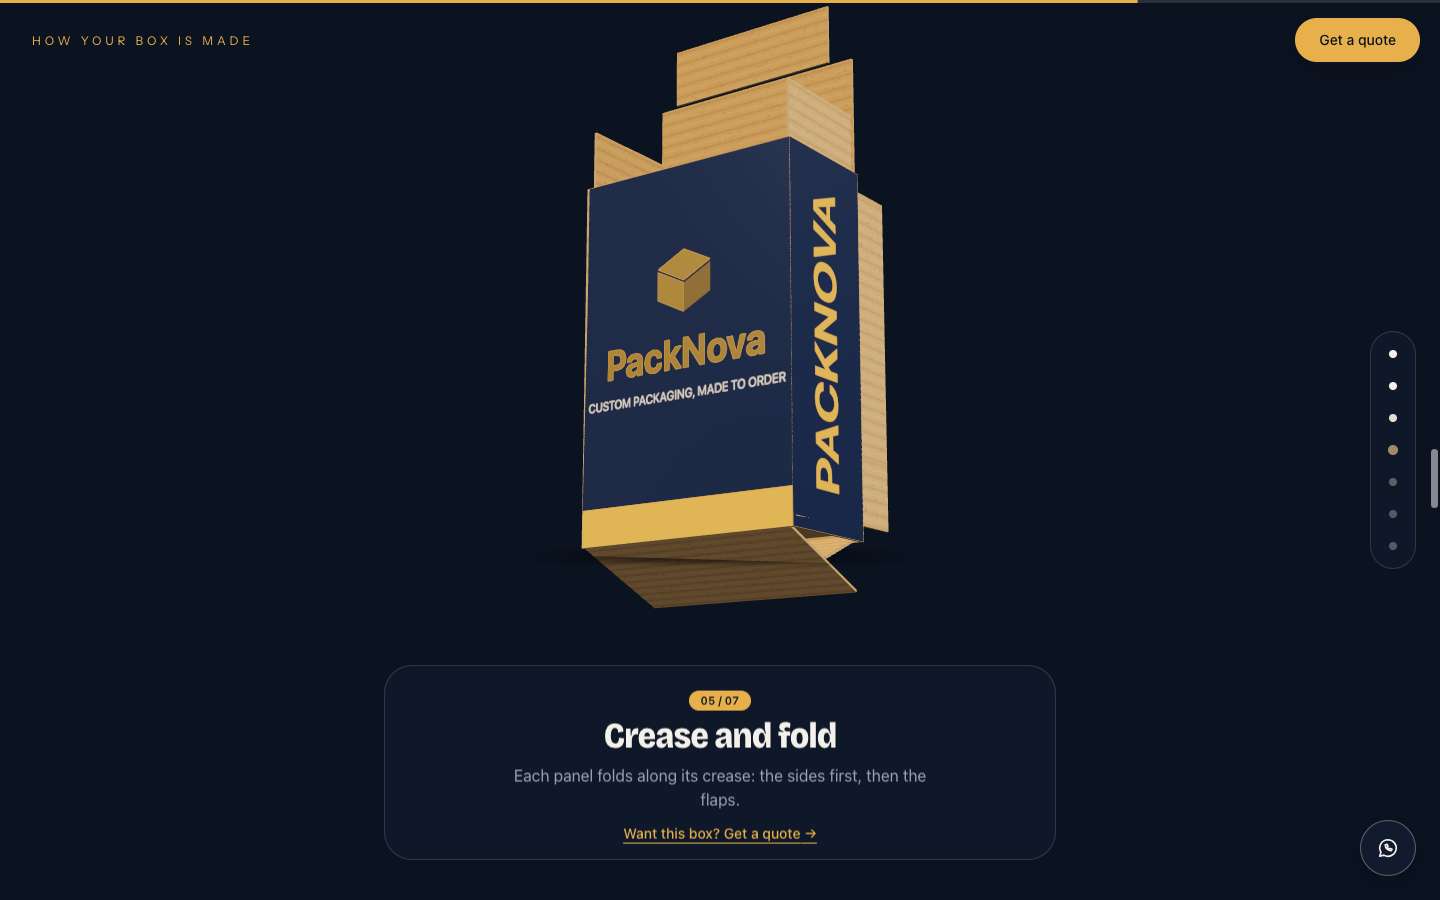 HOW YOUR BOX IS MADE
Get a quote
PackNova
CUSTOM PACKAGING, MADE TO ORDER
PACKNOVA
05 / 07
Crease and fold
Each panel folds along its crease: the sides first, then the
flaps.
Want this box? Get a quote →